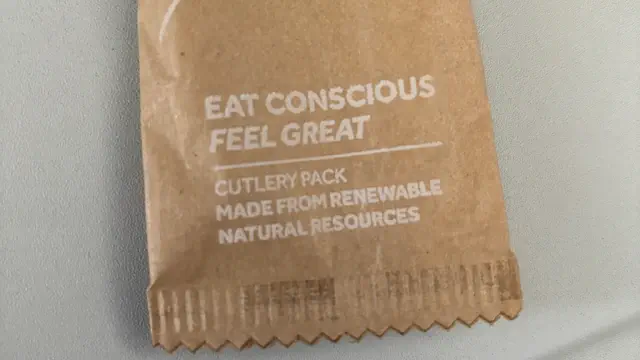 EAT CONSCIOUS
FEEL GREAT
CUTLERY PACK
MADE FROM RENEWABLE
NATURAL RESOURCES